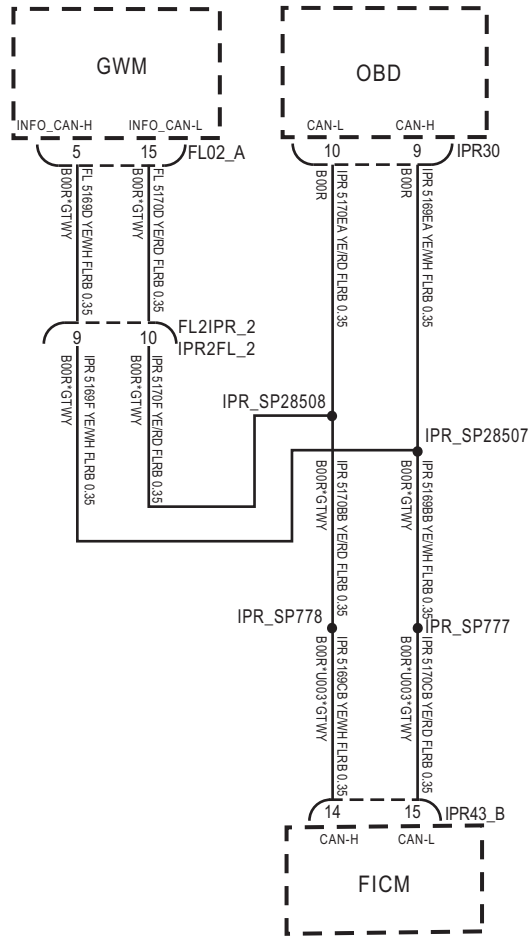 GWM
OBD
INFO_CAN-H
INFO_CAN-L
CAN-L
CAN-H
5
15
FL02_A
10
9
IPR30
FL 5169D YE/WH FLRB 0.35
B00R*GTWY
FL 5170D YE/RD FLRB 0.35
B00R*GTWY
IPR 5170EA YE/RD FLRB 0.35
B00R
IPR 5169EA YE/WH FLRB 0.35
B00R
FL2IPR_2
9
10
IPR2FL_2
IPR 5169F YE/WH FLRB 0.35
B00R*GTWY
IPR 5170F YE/RD FLRB 0.35
B00R*GTWY
IPR_SP28508
IPR_SP28507
IPR 5170BB YE/RD FLRB 0.35
B00R*GTWY
IPR 5169BB YE/WH FLRB 0.35
B00R*GTWY
IPR_SP778
IPR_SP777
IPR 5169CB YE/WH FLRB 0.35
B00R*U003*GTWY
IPR 5170CB YE/RD FLRB 0.35
B00R*U003*GTWY
14
15
IPR43_B
CAN-H
CAN-L
FICM